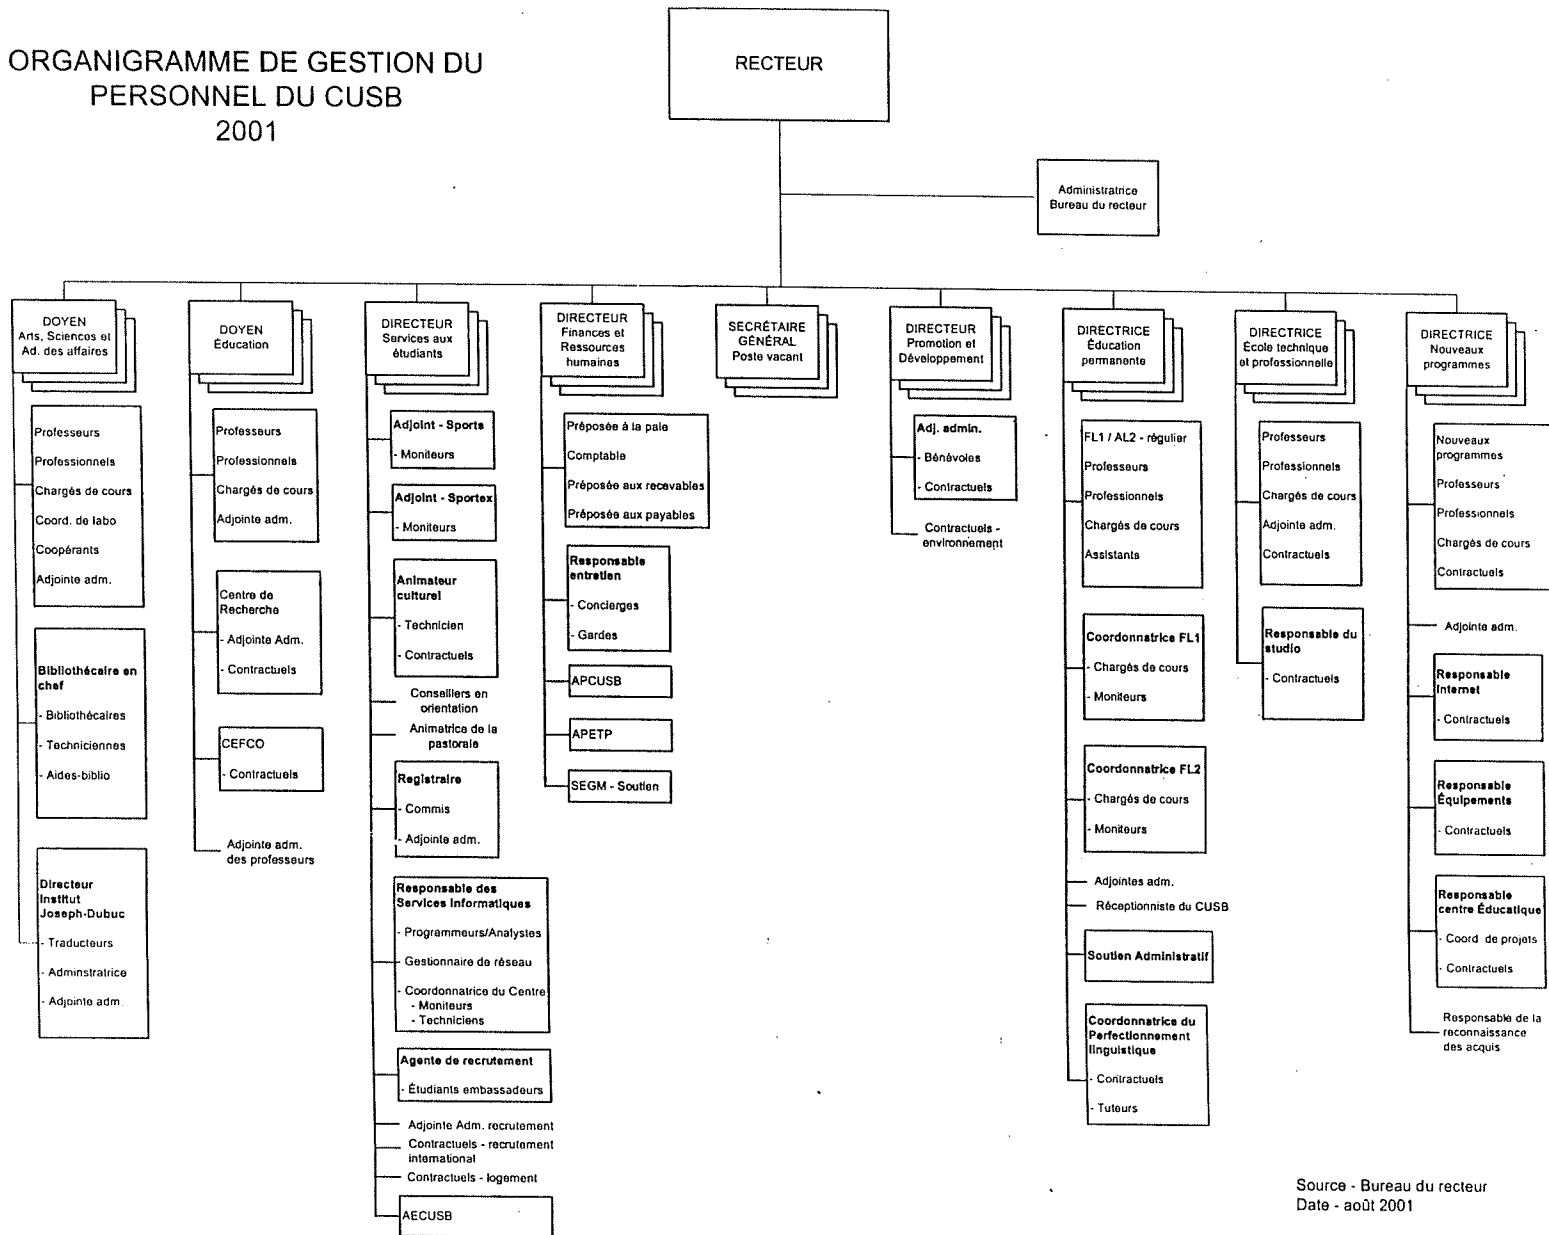 ORGANIGRAMME DE GESTION DU
PERSONNEL DU CUSB
2001
RECTEUR
Administratrice
Bureau du recteur
DOYEN
Arts, Sciences et
Ad. des affaires
Professeurs
Professionnels
Chargés de cours
Coord. de labo
Coopérants
Adjointe adm.
Bibliothécaire en
chef
- Bibliothécaires
- Techniciennes
- Aides-biblio
Directeur
Institut
Joseph-Dubuc
- Traducteurs
- Adminstratrice
- Adjointe adm.
DOYEN
Éducation
Professeurs
Professionnels
Chargés de cours
Adjointe adm.
Centre de
Recherche
- Adjointe Adm.
- Contractuels
CEFCO
- Contractuels
Adjointe adm.
des professeurs
DIRECTEUR
Services aux
étudiants
Adjoint - Sports
- Moniteurs
Adjoint - Sportex
- Moniteurs
Animateur
culturel
- Technicien
- Contractuels
Conseillers en
orientation
Animatrice de la
pastorale
Registraire
- Commis
- Adjointe adm.
Responsable des
Services Informatiques
- Programmeurs/Analystes
- Gestionnaire de réseau
- Coordonnatrice du Centre
- Moniteurs
- Techniciens
Agente de recrutement
- Étudiants embassadeurs
Adjointe Adm. recrutement
Contractuels - recrutement
international
Contractuels - logement
AECUSB
DIRECTEUR
Finances et
Ressources
humaines
Préposée à la paie
Comptable
Préposée aux recevables
Préposée aux payables
Responsable
entretien
- Concierges
- Gardes
APCUSB
APETP
SEGM - Soutien
SECRÉTAIRE
GÉNÉRAL
Poste vacant
DIRECTEUR
Promotion et
Développement
Adj. admin.
- Bénévoles
- Contractuels
Contractuels -
environnement
DIRECTRICE
Éducation
permanente
FL1 / AL2 - régulier
Professeurs
Professionnels
Chargés de cours
Assistants
Coordonnatrice FL1
- Chargés de cours
- Moniteurs
Coordonnatrice FL2
- Chargés de cours
- Moniteurs
Adjointes adm.
Réceptionniste du CUSB
Soutien Administratif
Coordonnatrice du
Perfectionnement
linguistique
- Contractuels
- Tuteurs
DIRECTRICE
École technique
et professionnelle
Professeurs
Professionnels
Chargés de cours
Adjointe adm.
Contractuels
Responsable du
studio
- Contractuels
DIRECTRICE
Nouveaux
programmes
Nouveaux
programmes
Professeurs
Professionnels
Chargés de cours
Contractuels
Adjointe adm.
Responsable
Internet
- Contractuels
Responsable
Équipements
- Contractuels
Responsable
centre Éducatique
- Coord de projets
- Contractuels
Responsable de la
reconnaissance
des acquis
Source - Bureau du recteur
Date - août 2001